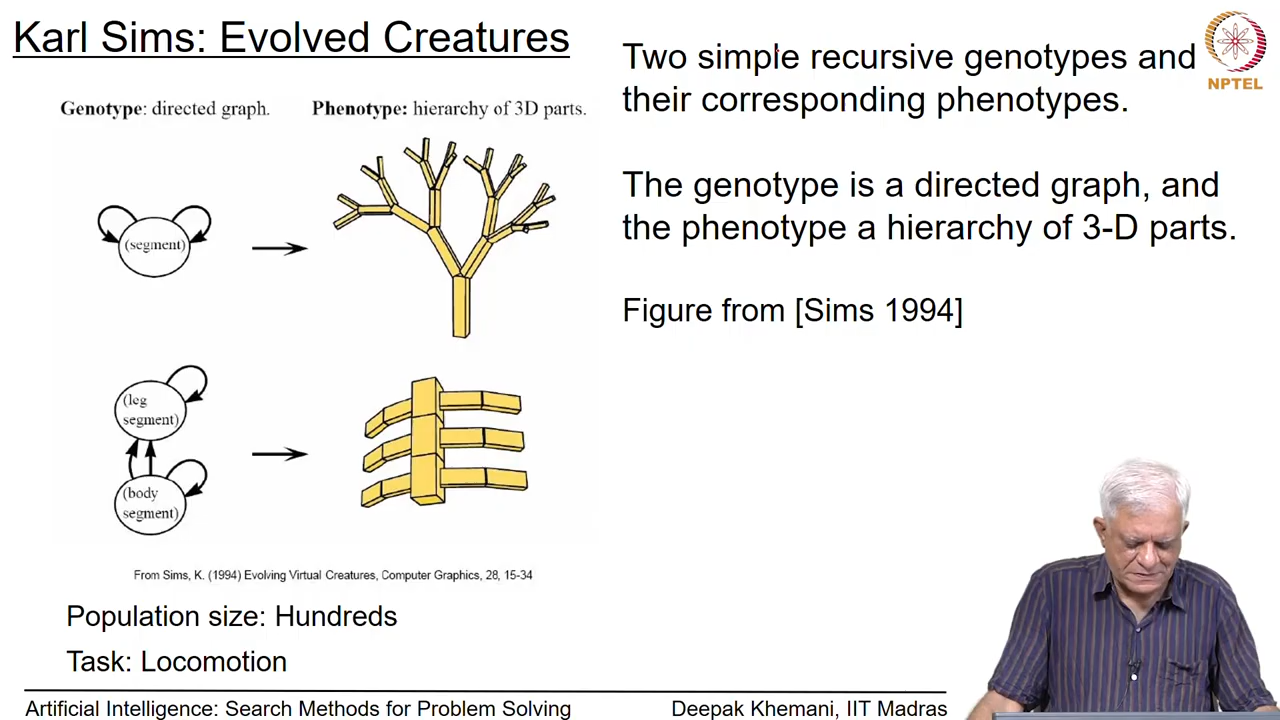 Karl Sims: Evolved Creatures
Genotype: directed graph.
Phenotype: hierarchy of 3D parts.
(segment)
(leg
segment)
(body
segment)
From Sims, K. (1994) Evolving Virtual Creatures, Computer Graphics, 28, 15-34
Population size: Hundreds
Task: Locomotion
Two simple recursive genotypes and
their corresponding phenotypes.
The genotype is a directed graph, and
the phenotype a hierarchy of 3-D parts.
Figure from [Sims 1994]
NPTEL
Artificial Intelligence: Search Methods for Problem Solving
Deepak Khemani, IIT Madras